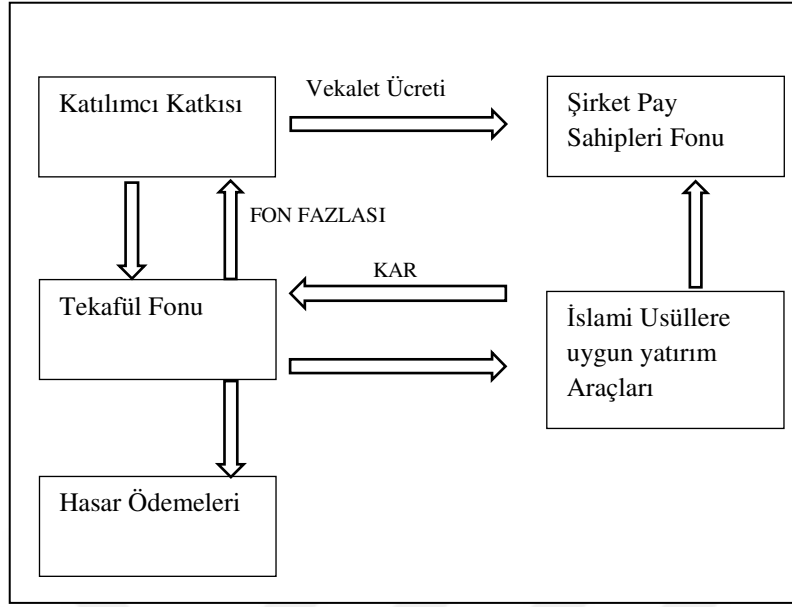 Katılımcı Katkısı
Vekalet Ücreti
Şirket Pay
Sahipleri Fonu
FON FAZLASI
Tekafül Fonu
KAR
İslami Usüllere
uygun yatırım
Araçları
Hasar Ödemeleri